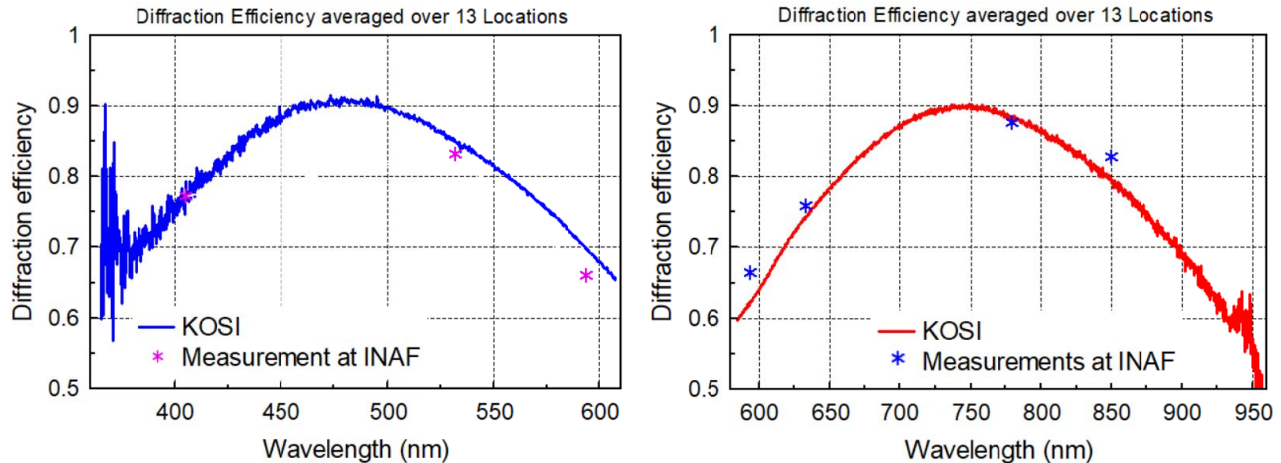 Diffraction Efficiency averaged over 13 Locations
1
0.9
0.8
0.7
0.6
0.5
Diffraction efficiency
KOSI
Measurement at INAF
400 450 500 550 600
Wavelength (nm)
Diffraction Efficiency averaged over 13 Locations
1
0.9
0.8
0.7
0.6
0.5
Diffraction efficiency
KOSI
Measurements at INAF
600 650 700 750 800 850 900 950
Wavelength (nm)